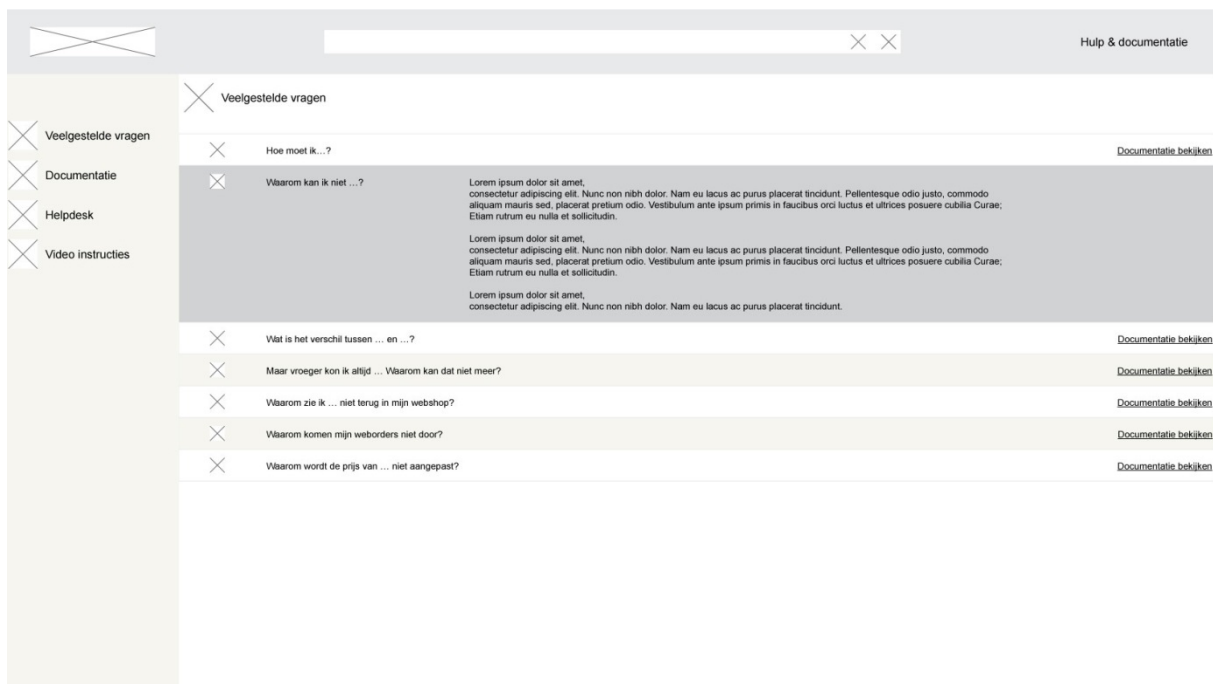 Hulp & documentatie
Veelgestelde vragen
Documentatie
Helpdesk
Video instructies
Veelgestelde vragen
Hoe moet ik…?
Documentatie bekijken
Waarom kan ik niet …?
Lorem ipsum dolor sit amet,
consectetur adipiscing elit. Nunc non nibh dolor. Nam eu lacus ac purus placerat tincidunt. Pellentesque odio justo, commodo
aliquam mauris sed, placerat pretium odio. Vestibulum ante ipsum primis in faucibus orci luctus et ultrices posuere cubilia Curae;
Etiam rutrum eu nulla et sollicitudin.
Lorem ipsum dolor sit amet,
consectetur adipiscing elit. Nunc non nibh dolor. Nam eu lacus ac purus placerat tincidunt. Pellentesque odio justo, commodo
aliquam mauris sed, placerat pretium odio. Vestibulum ante ipsum primis in faucibus orci luctus et ultrices posuere cubilia Curae;
Etiam rutrum eu nulla et sollicitudin.
Lorem ipsum dolor sit amet,
consectetur adipiscing elit. Nunc non nibh dolor. Nam eu lacus ac purus placerat tincidunt.
Wat is het verschil tussen … en …?
Documentatie bekijken
Maar vroeger kon ik altijd … Waarom kan dat niet meer?
Documentatie bekijken
Waarom zie ik … niet terug in mijn webshop?
Documentatie bekijken
Waarom komen mijn weborders niet door?
Documentatie bekijken
Waarom wordt de prijs van … niet aangepast?
Documentatie bekijken